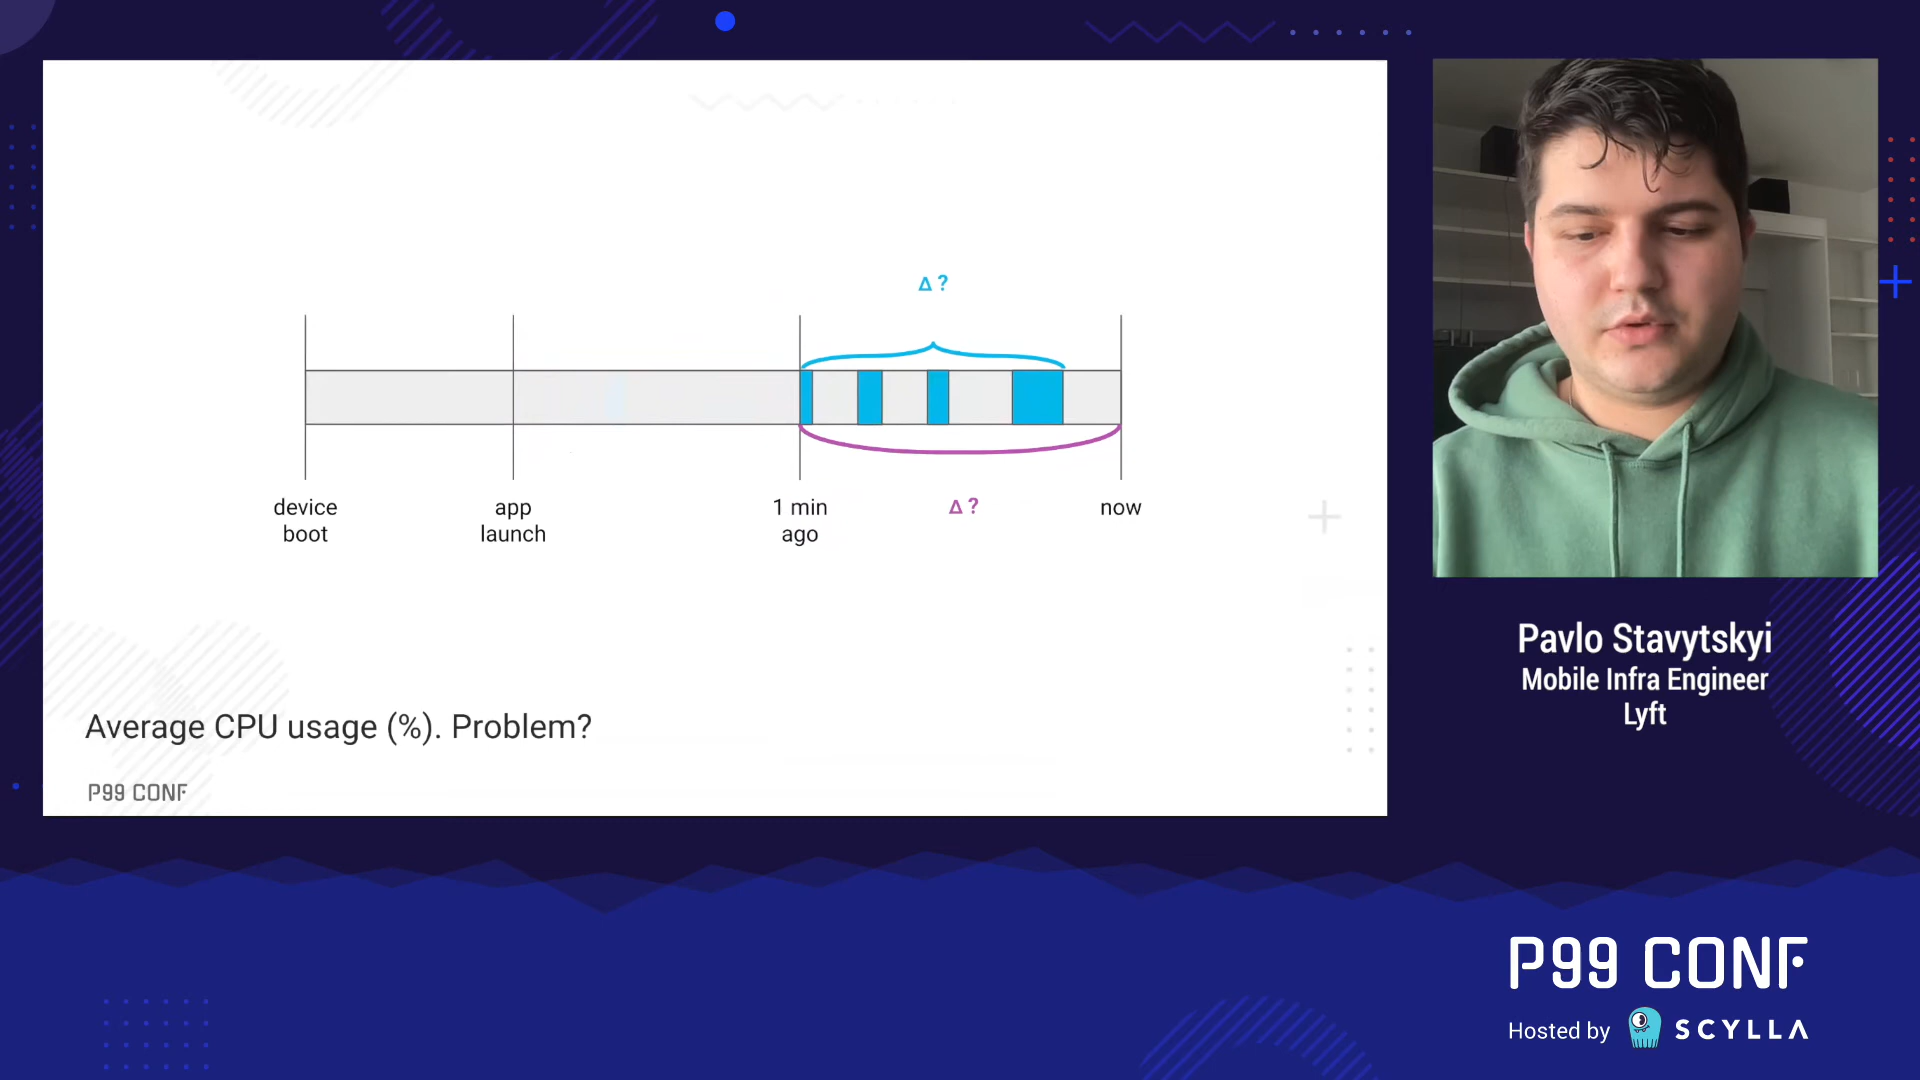 Δ ?
device
boot
app
launch
1 min
ago
Δ ?
now
Average CPU usage (%). Problem?
P99 CONF
Pavlo Stavytskyi
Mobile Infra Engineer
Lyft
P99 CONF
Hosted by SCYLLA